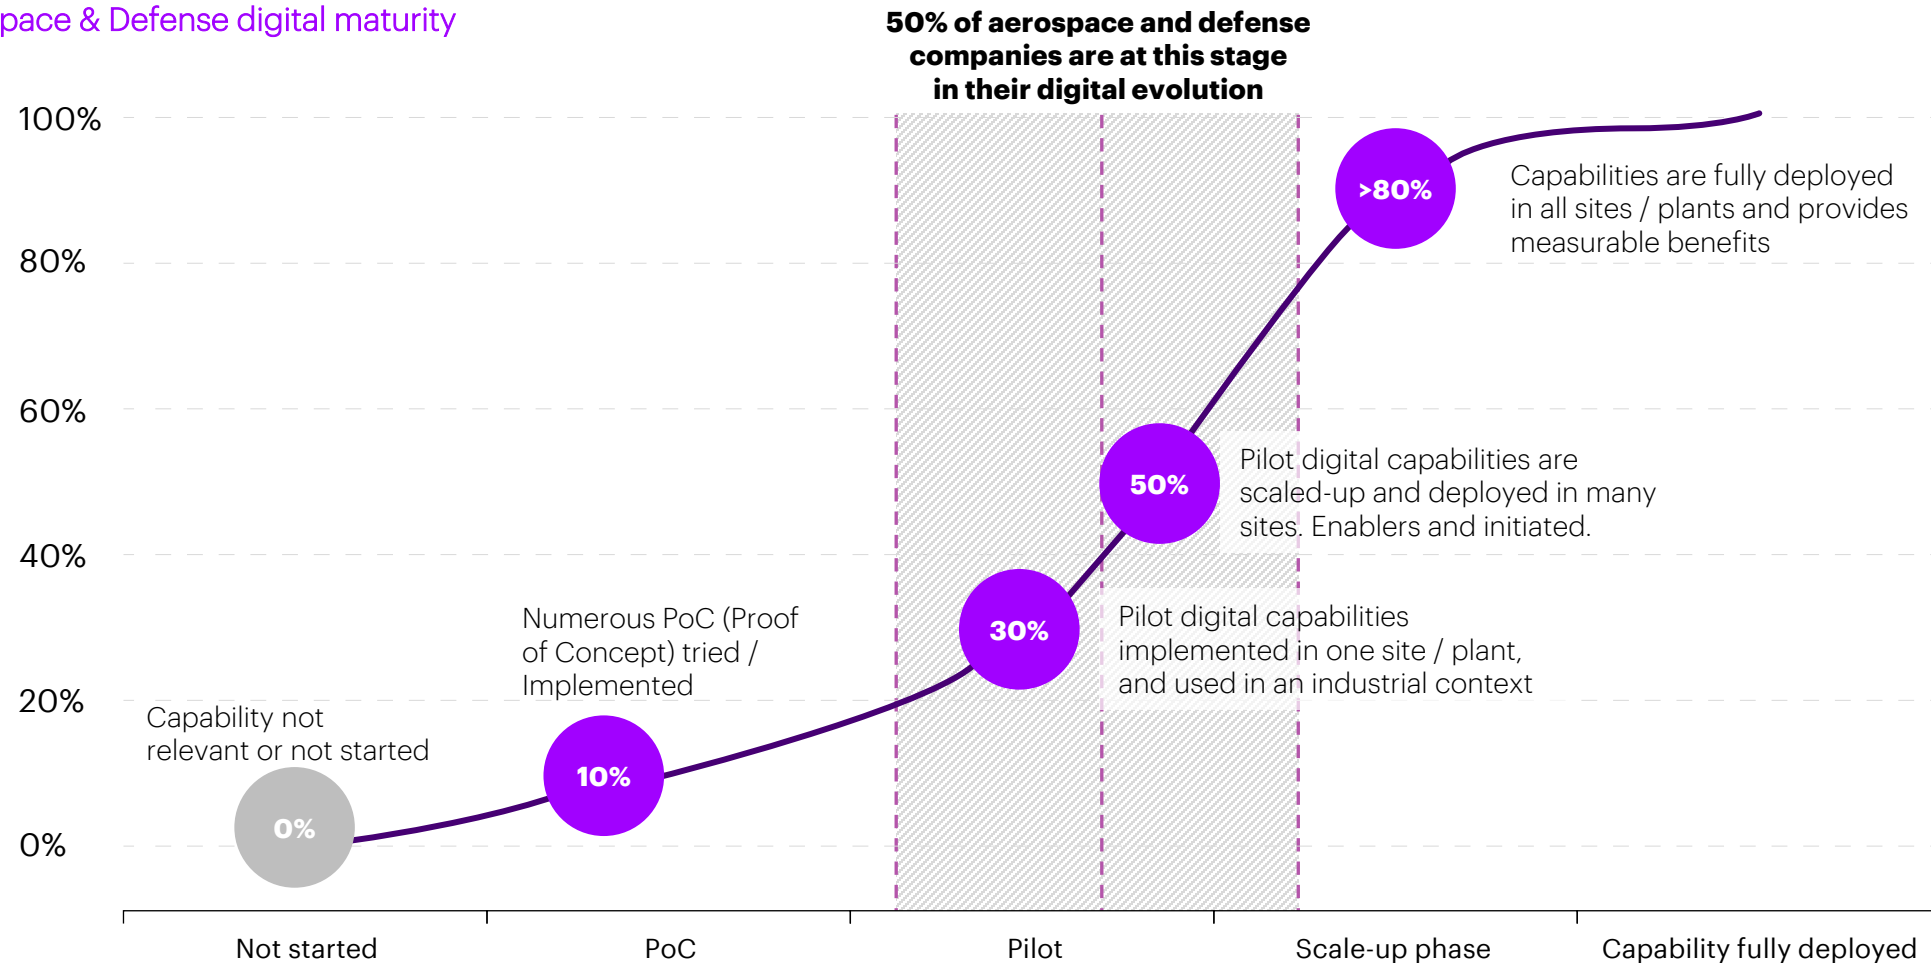 pace & Defense digital maturity
50% of aerospace and defense
companies are at this stage
in their digital evolution
100%
80%
60%
40%
20%
0%
>80%
Capabilities are fully deployed
in all sites / plants and provides
measurable benefits
50%
Pilot digital capabilities are
scaled-up and deployed in many
sites. Enablers and initiated.
30%
Pilot digital capabilities
implemented in one site / plant,
and used in an industrial context
Numerous PoC (Proof
of Concept) tried /
Implemented
10%
Capability not
relevant or not started
0%
Not started
PoC
Pilot
Scale-up phase
Capability fully deployed